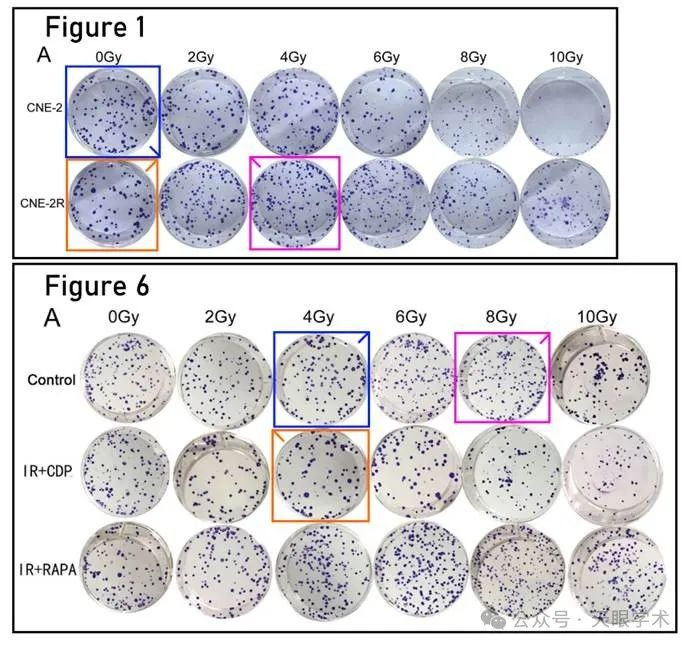 Figure 1
A
0Gy 2Gy 4Gy 6Gy 8Gy 10Gy
CNE-2
CNE-2R
Figure 6
A
0Gy 2Gy 4Gy 6Gy 8Gy 10Gy
Control
IR+CDP
IR+RAPA
公众号 · 天眼学术